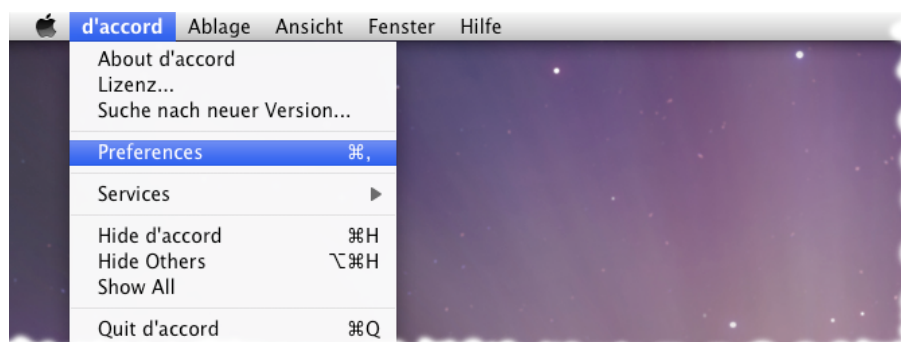 d'accord Ablage Ansicht Fenster Hilfe
About d'accord
Lizenz...
Suche nach neuer Version...
Preferences ⌘,
Services
Hide d'accord ⌘H
Hide Others ⌥⌘H
Show All
Quit d'accord ⌘Q